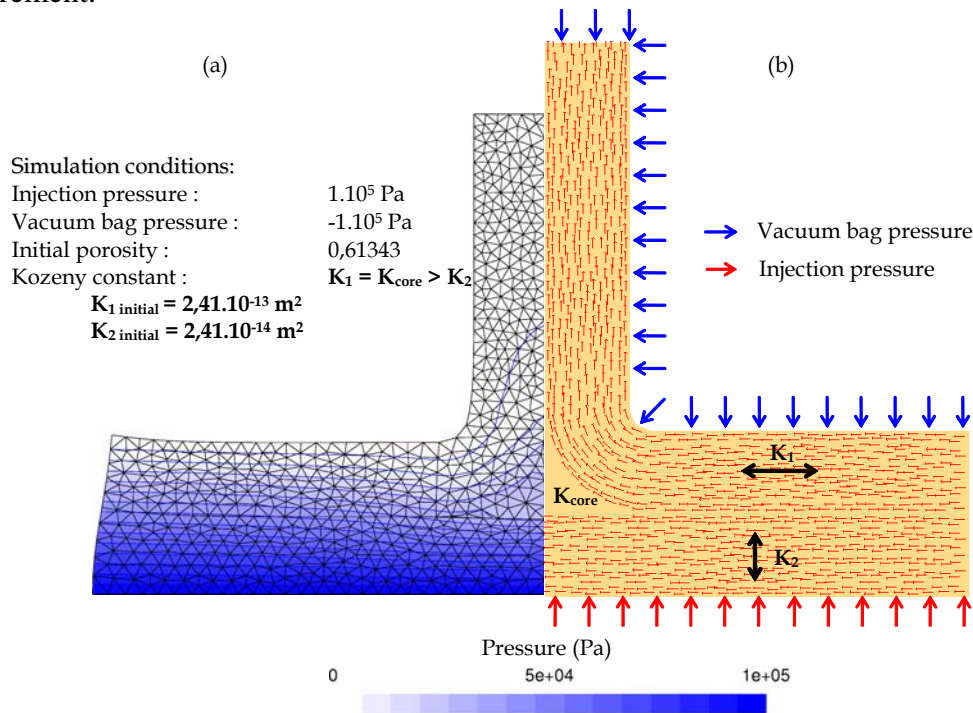 (a)
(b)
Simulation conditions:
Injection pressure : 1.10⁵ Pa
Vacuum bag pressure : -1.10⁵ Pa
Initial porosity : 0,61343
Kozeny constant : K₁ = Kcore > K₂
K₁ initial = 2,41.10⁻¹³ m²
K₂ initial = 2,41.10⁻¹⁴ m²
Vacuum bag pressure
Injection pressure
K₁
Kcore
K₂
Pressure (Pa)
0 5e+04 1e+05